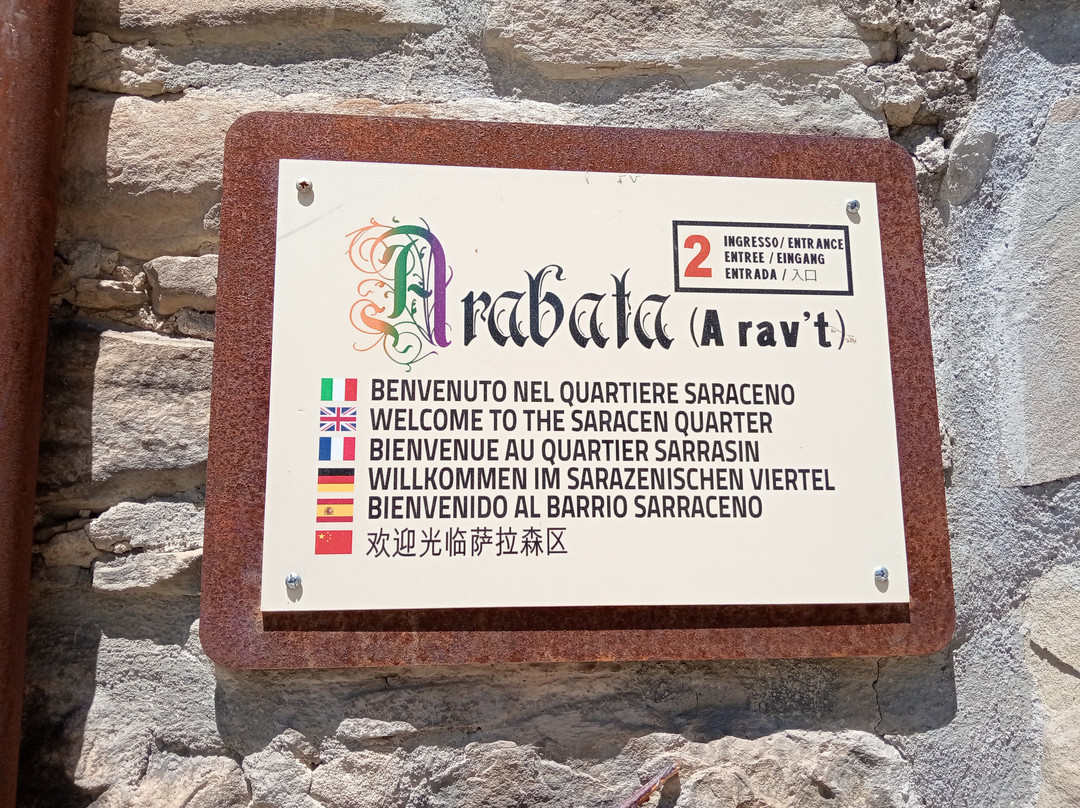 2 INGRESSO/ ENTRANCE
ENTREE / EINGANG
ENTRADA / 入口
Arabata (A rav't)
BENVENUTO NEL QUARTIERE SARACENO
WELCOME TO THE SARACEN QUARTER
BIENVENUE AU QUARTIER SARRASIN
WILLKOMMEN IM SARAZENISCHEN VIERTEL
BIENVENIDO AL BARRIO SARRACENO
欢迎光临萨拉森区